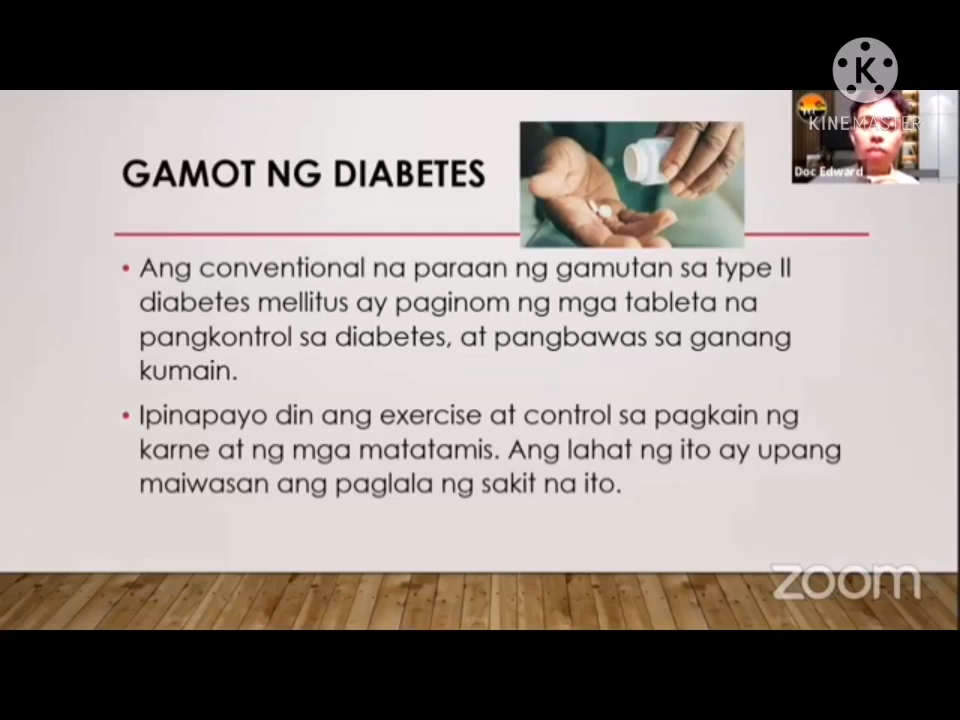 K
KINEMASTER
Doc Edward
GAMOT NG DIABETES
• Ang conventional na paraan ng gamutan sa type II
diabetes mellitus ay paginom ng mga tableta na
pangkontrol sa diabetes, at pangbawas sa ganang
kumain.
• Ipinapayo din ang exercise at control sa pagkain ng
karne at ng mga matatamis. Ang lahat ng ito ay upang
maiwasan ang paglala ng sakit na ito.
zoom